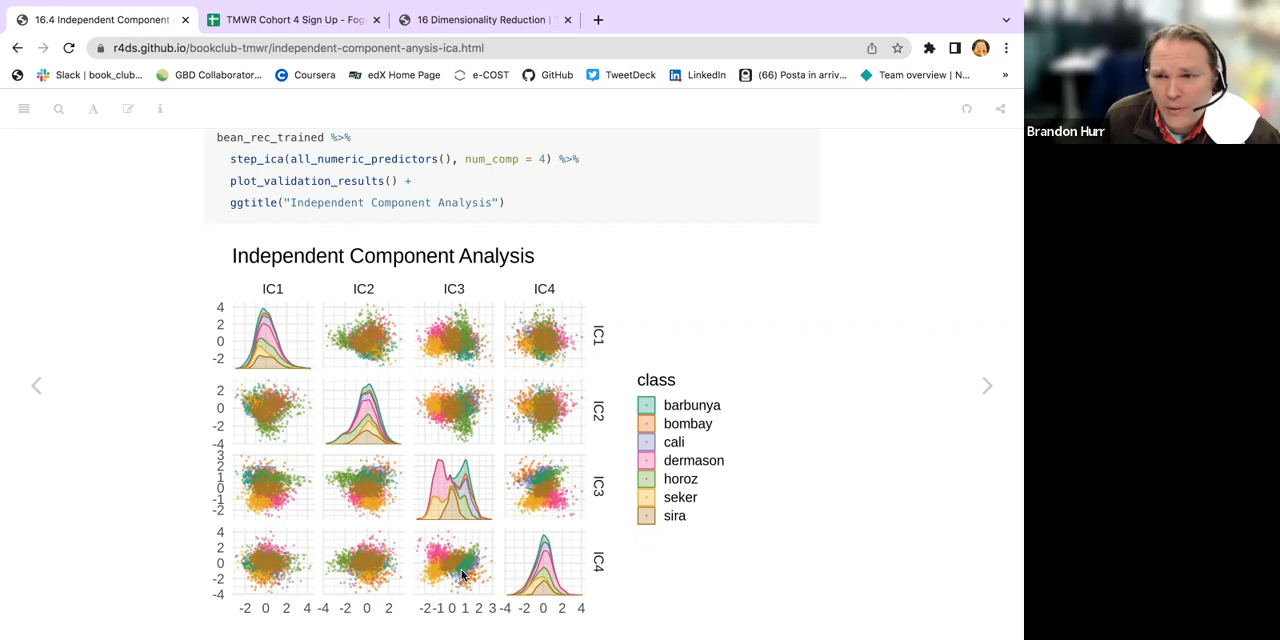 16.4 Independent Component
TMWR Cohort 4 Sign Up - Fog
16 Dimensionality Reduction |
r4ds.github.io/bookclub-tmwr/independent-component-anysis-ica.html
Slack | book_club...
GBD Collaborator...
Coursera
edX Home Page
e-COST
GitHub
TweetDeck
LinkedIn
(66) Posta in arriv...
Team overview | N...
»
Brandon Hurr
bean_rec_trained %>%
step_ica(all_numeric_predictors(), num_comp = 4) %>%
plot_validation_results() +
ggtitle("Independent Component Analysis")
Independent Component Analysis
IC1 IC2 IC3 IC4
4
2
0
-2
IC1
2
0
-2
-4
IC2
3
2
1
0
-1
-2
IC3
4
2
0
-2
-4
IC4
-2 0 2 4 -4 -2 0 2 -2 -1 0 1 2 3 -4 -2 0 2 4
class
barbunya
bombay
cali
dermason
horoz
seker
sira